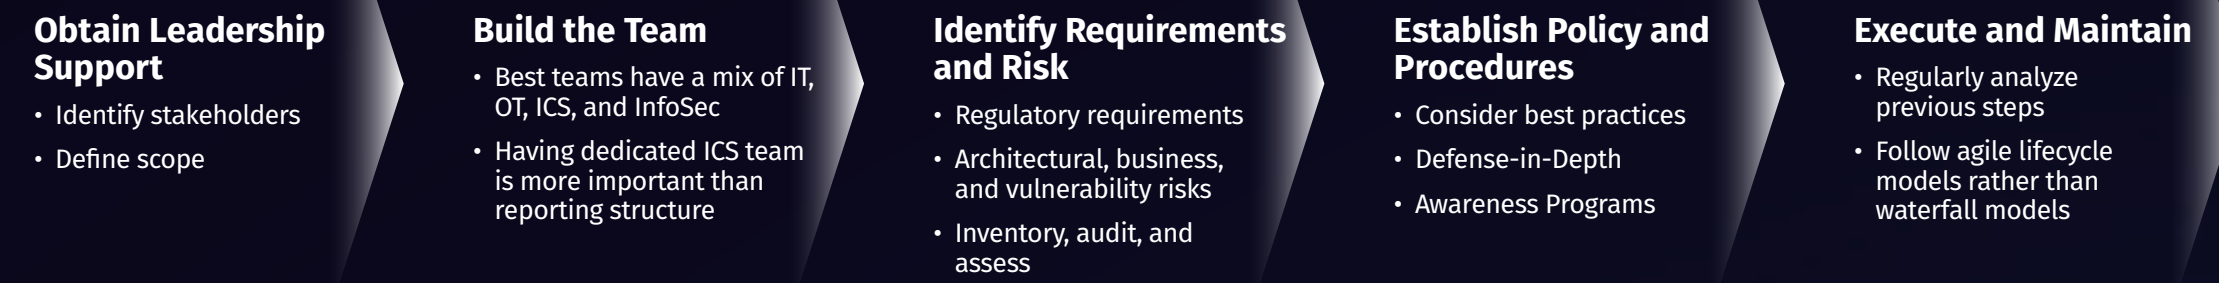 Obtain Leadership
Support
• Identify stakeholders
• Define scope
Build the Team
• Best teams have a mix of IT,
OT, ICS, and InfoSec
• Having dedicated ICS team
is more important than
reporting structure
Identify Requirements
and Risk
• Regulatory requirements
• Architectural, business,
and vulnerability risks
• Inventory, audit, and
assess
Establish Policy and
Procedures
• Consider best practices
• Defense-in-Depth
• Awareness Programs
Execute and Maintain
• Regularly analyze
previous steps
• Follow agile lifecycle
models rather than
waterfall models